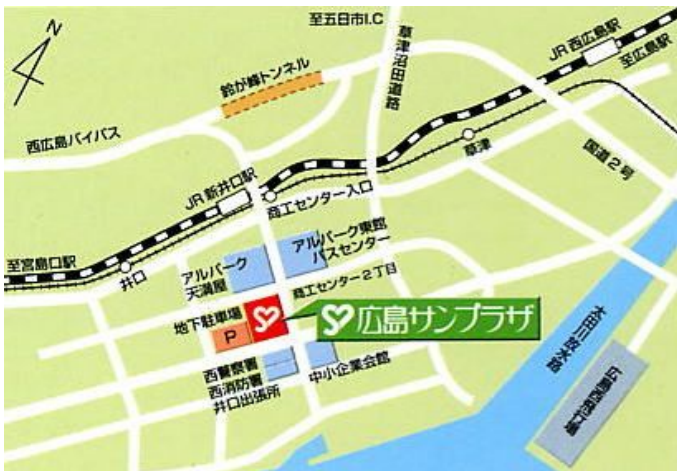 N
至五日市I.C
草津沼田道路
JR西広島駅
至広島駅
鈴が峰トンネル
西広島バイパス
草津
国道2号
JR新井口駅
商工センター入口
至宮島口駅
井口
アルパーク
天満屋
アルパーク東館
バスセンター
商工センター2丁目
地下駐車場
P
広島サンプラザ
西警察署
西消防署
井口出張所
中小企業会館
太田川放水路
広島西飛行場